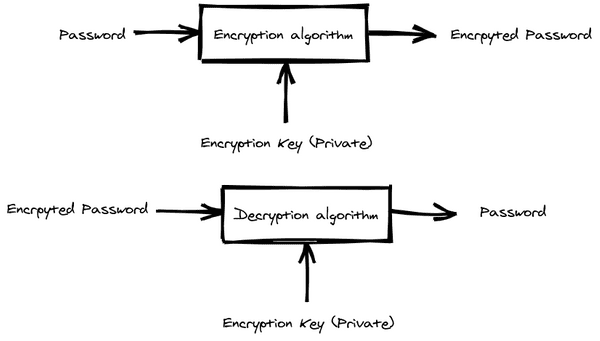 Password
Encryption algorithm
Encrpyted Password
Encryption Key (Private)
Encrpyted Password
Decryption algorithm
Password
Encryption Key (Private)